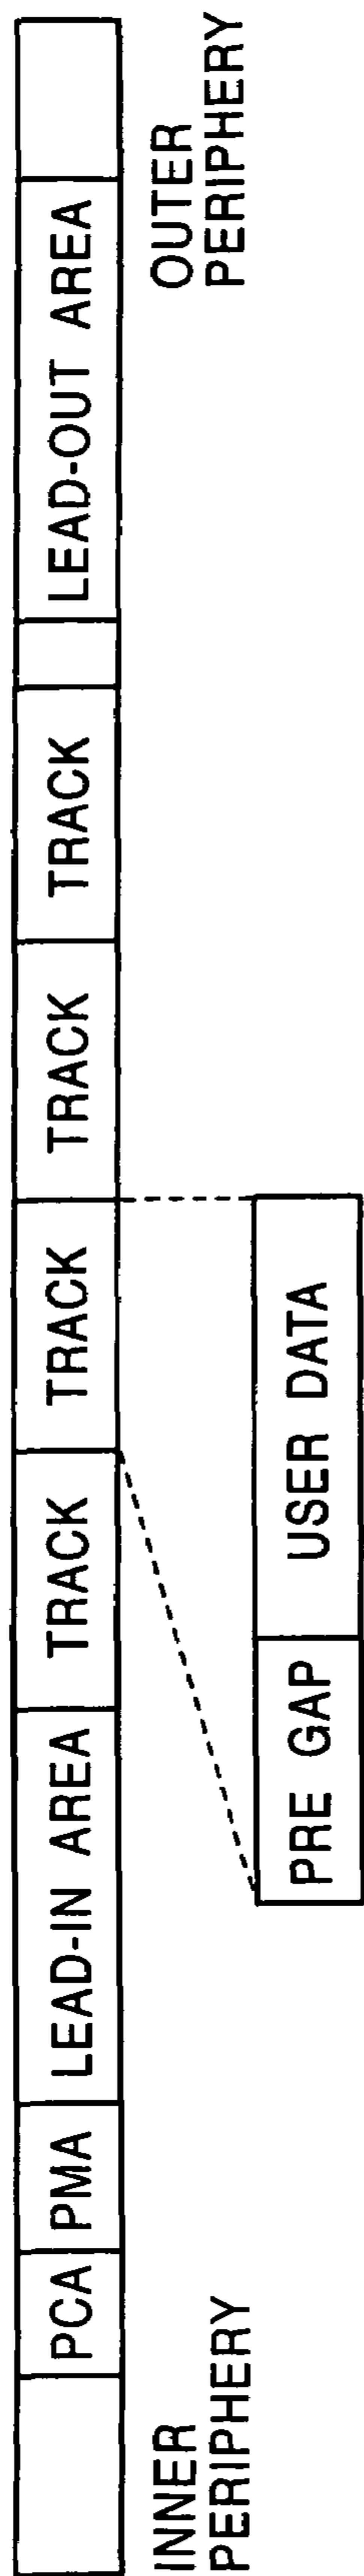 PCA PMA LEAD-IN AREA TRACK TRACK TRACK TRACK LEAD-OUT AREA
INNER
PERIPHERY
OUTER
PERIPHERY
PRE GAP USER DATA